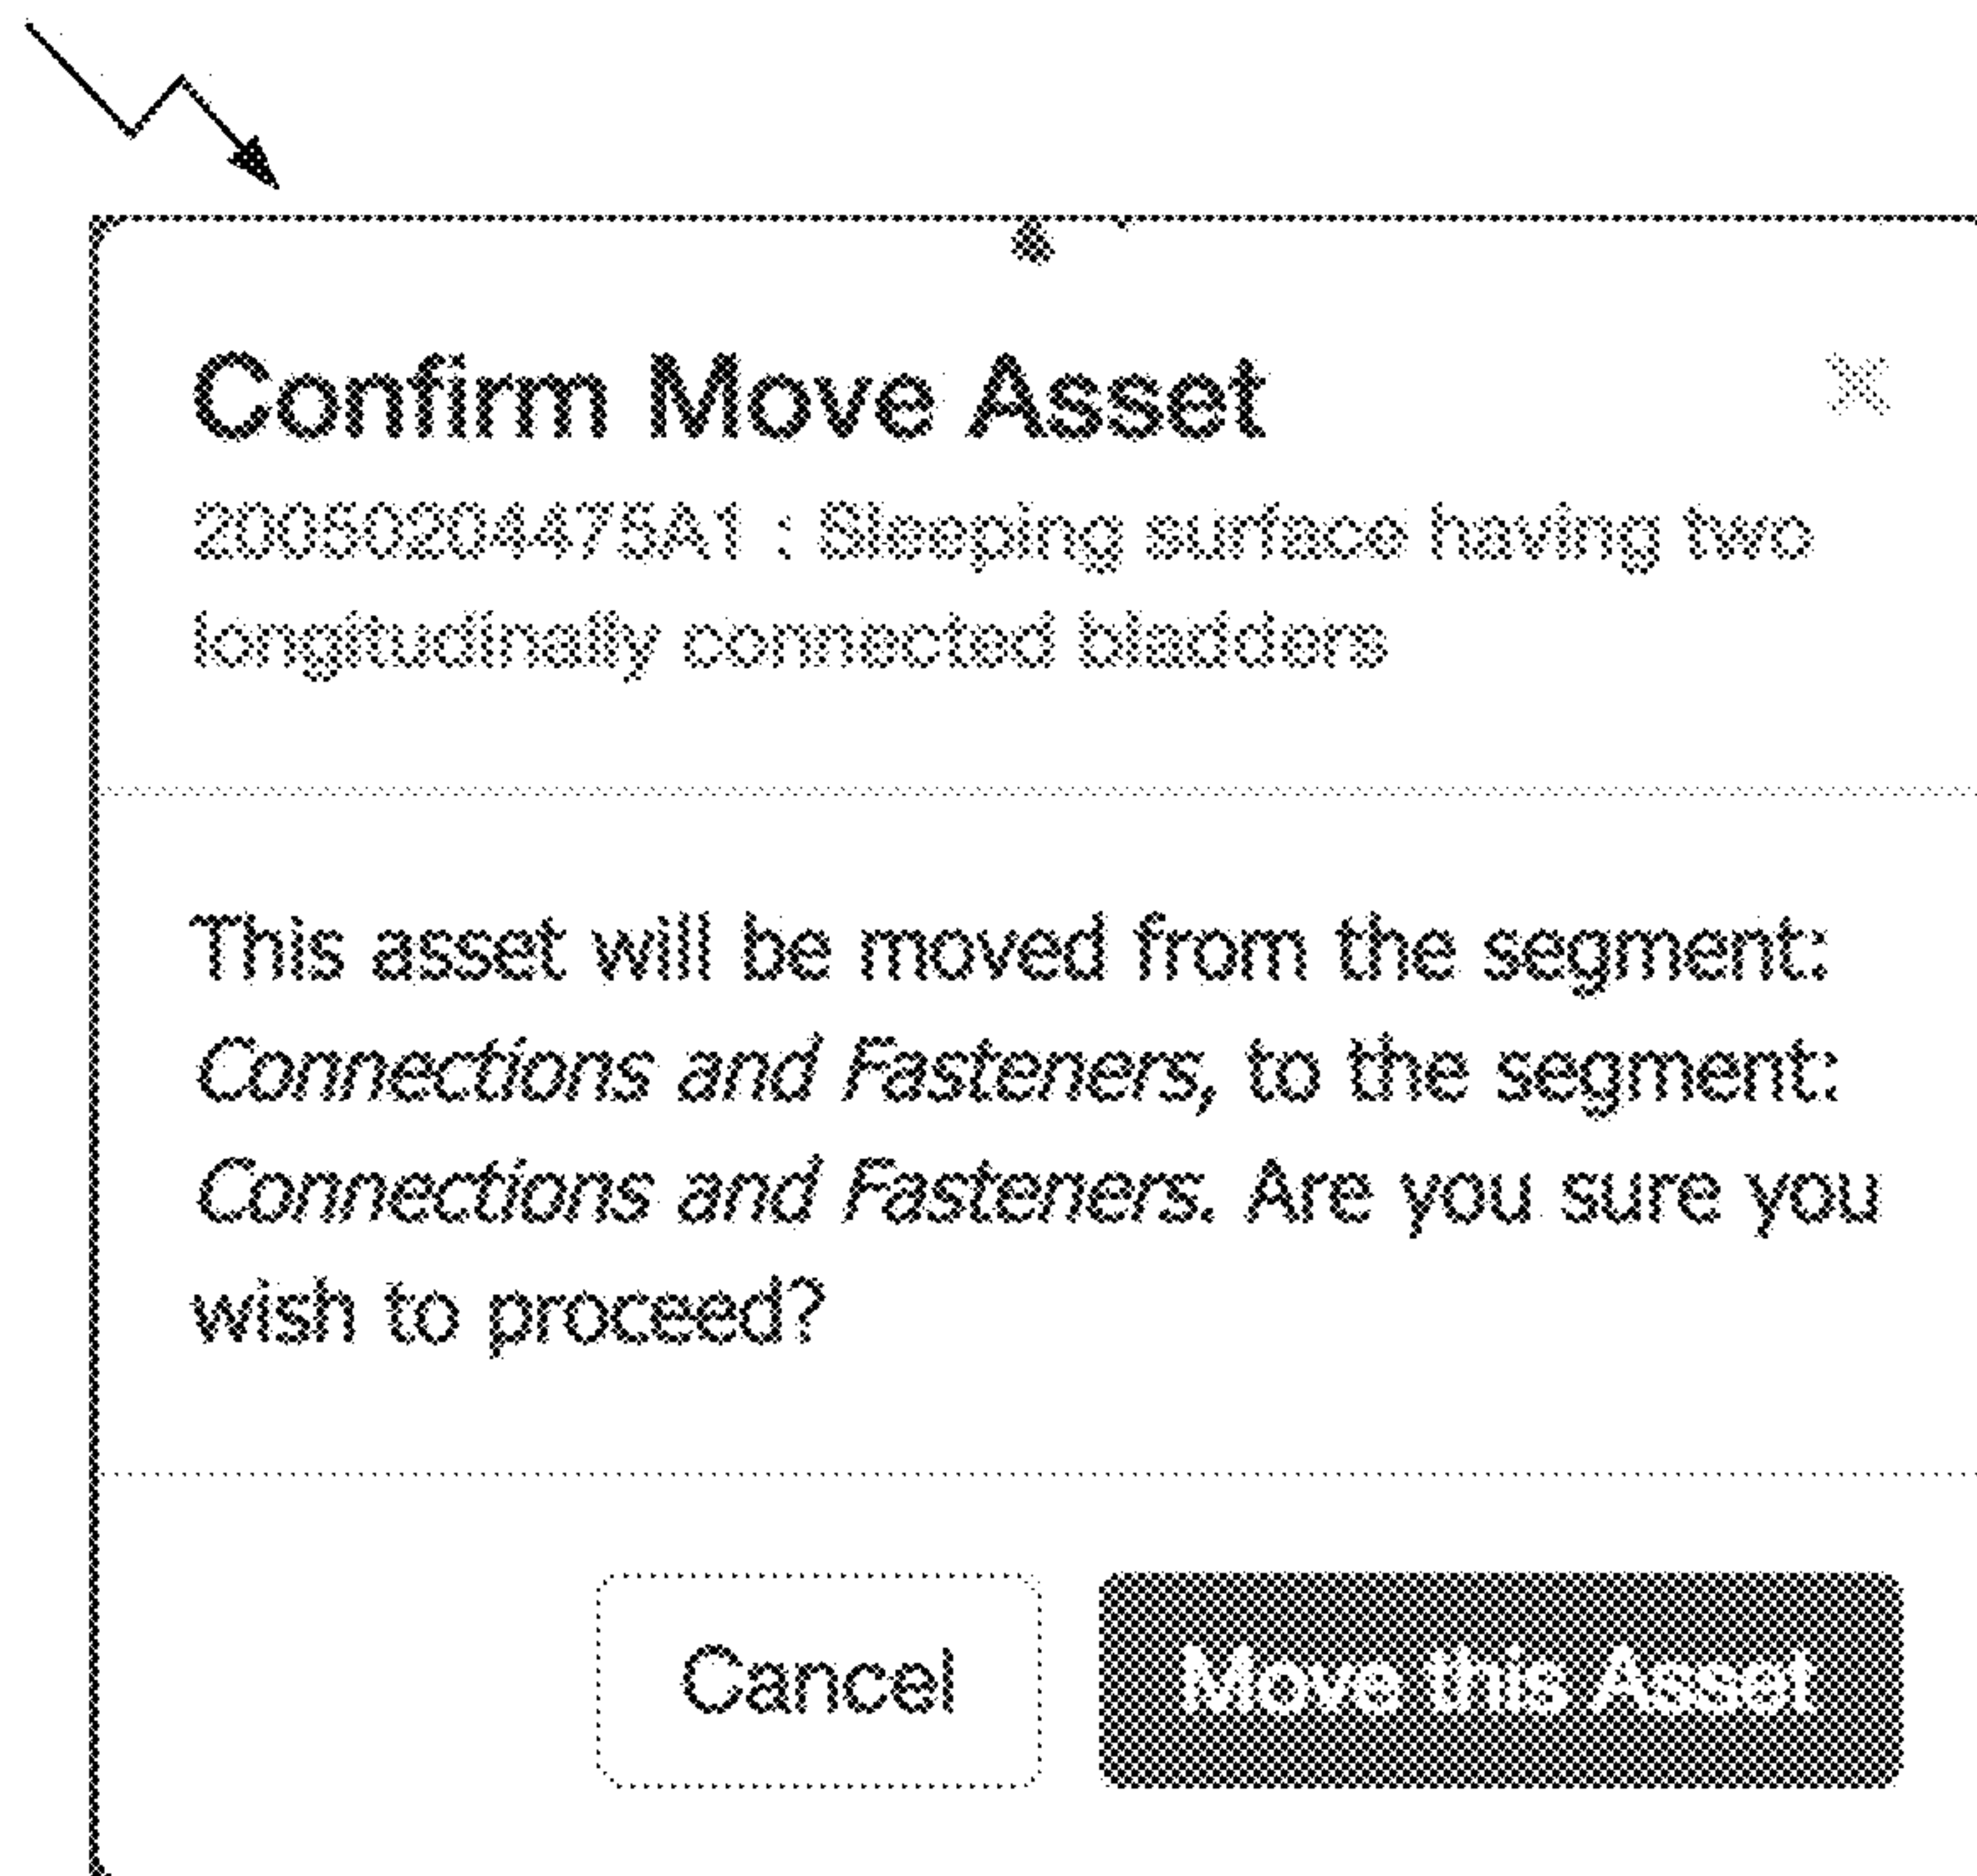 Confirm Move Asset
20050204475A1 : Sleeping surface having two
longitudinally connected bladders
This asset will be moved from the segment:
Connections and Fasteners, to the segment:
Connections and Fasteners. Are you sure you
wish to proceed?
Cancel
Move this Asset